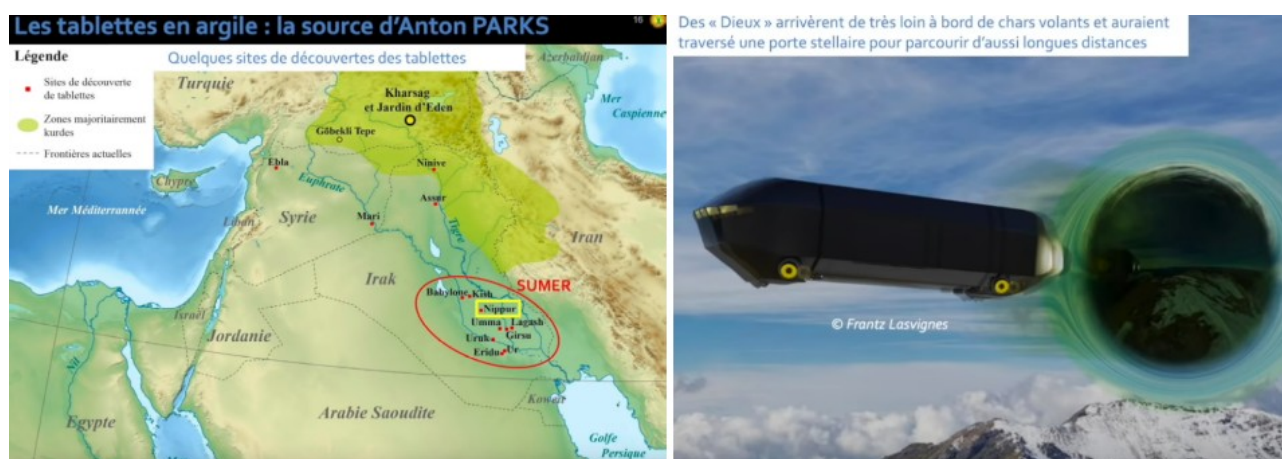 Les tablettes en argile : la source d'Anton PARKS
16
Légende
Sites de découverte
de tablettes
Zones majoritairement
kurdes
Frontières actuelles
Quelques sites de découvertes des tablettes
Turquie
Azerbaïdjan
Mer
Caspienne
Kharsag
et Jardin d'Eden
Göbekli Tepe
Ebla
Ninive
Chypre
Euphrate
Assur
Mer Méditerrannée
Liban
Syrie
Mari
Tigre
Iran
Irak
SUMER
Babylone
Kish
Nippur
Israël
Jordanie
Umma
Lagash
Uruk
Girsu
Eridu
Ur
Nil
Egypte
Arabie Saoudite
Koweit
Golfe
Persique
Des « Dieux » arrivèrent de très loin à bord de chars volants et auraient
traversé une porte stellaire pour parcourir d'aussi longues distances
© Frantz Lasvignes